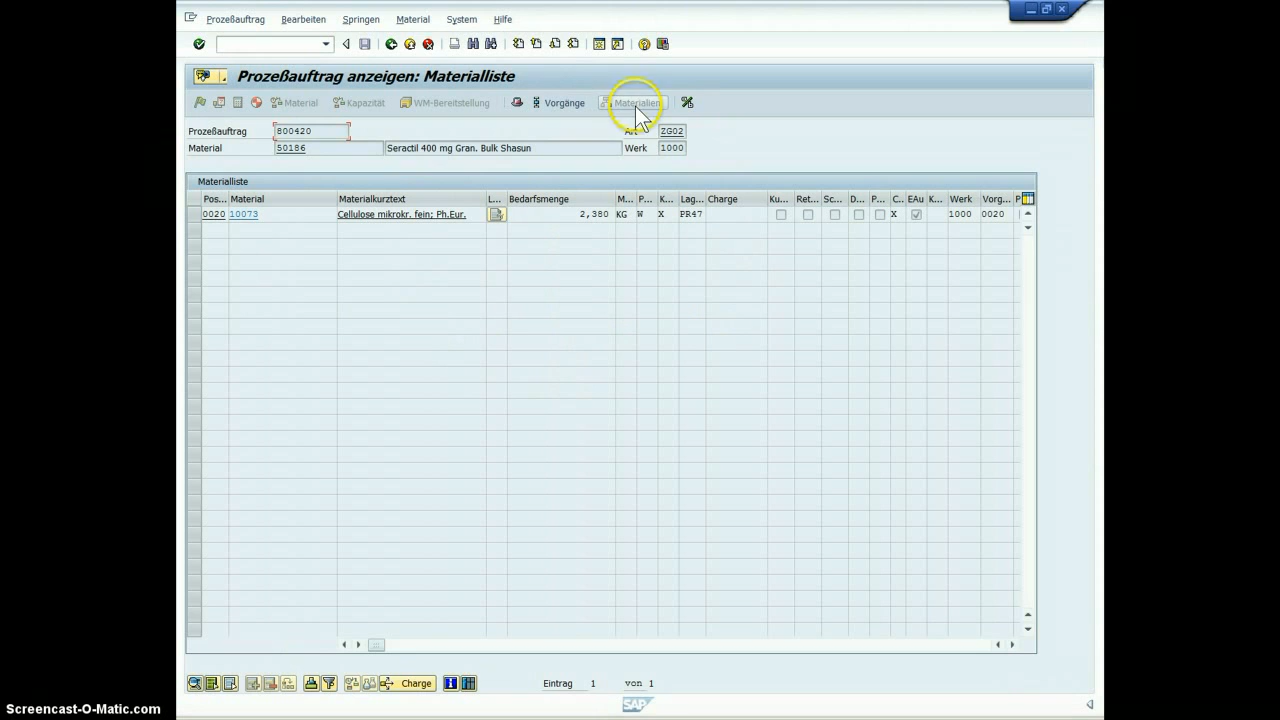 Prozeßauftrag Bearbeiten Springen Material System Hilfe
Prozeßauftrag anzeigen: Materialliste
Material Kapazität WM-Bereitstellung Vorgänge Materialien
Prozeßauftrag 800420 Art ZG02
Material 50186 Seractil 400 mg Gran. Bulk Shasun Werk 1000
Materialliste
Pos... Material Materialkurztext L... Bedarfsmenge M... P... K... Lag... Charge Ku... Ret... Sc... D... P... C.. EAu K... Werk Vorg... P
0020 10073 Cellulose mikrokr. fein; Ph.Eur. 2,380 KG W X PR47 X 1000 0020
Charge Eintrag 1 von 1
SAP
Screencast-O-Matic.com